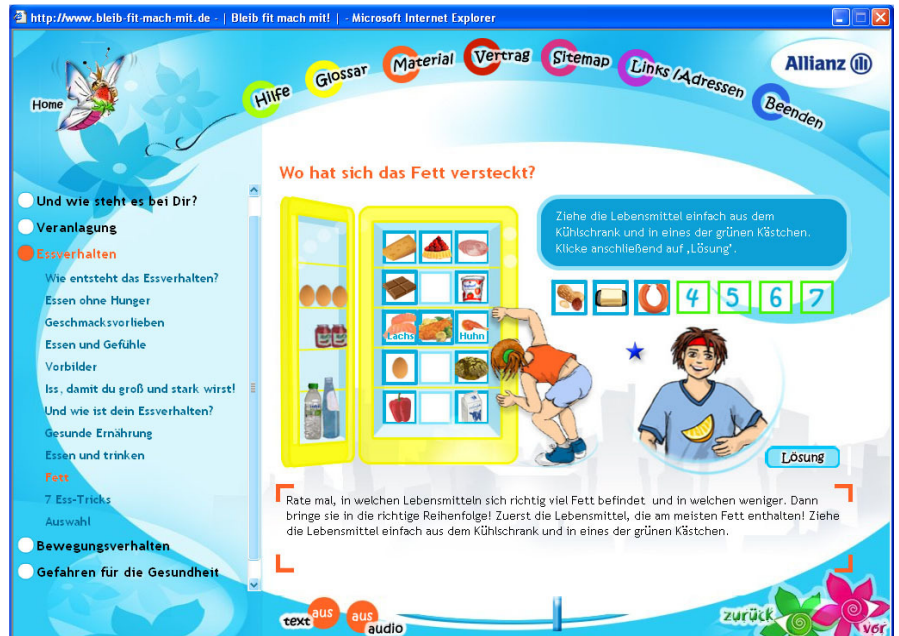 http://www.bleib-fit-mach-mit.de - | Bleib fit mach mit! | - Microsoft Internet Explorer
Home
Hilfe
Glossar
Material
Vertrag
Sitemap
Links /Adressen
Beenden
Allianz
Und wie steht es bei Dir?
Veranlagung
Essverhalten
Wie entsteht das Essverhalten?
Essen ohne Hunger
Geschmacksvorlieben
Essen und Gefühle
Vorbilder
Iss, damit du groß und stark wirst!
Und wie ist dein Essverhalten?
Gesunde Ernährung
Essen und trinken
Fett
7 Ess-Tricks
Auswahl
Bewegungsverhalten
Gefahren für die Gesundheit
Wo hat sich das Fett versteckt?
Ziehe die Lebensmittel einfach aus dem
Kühlschrank und in eines der grünen Kästchen.
Klicke anschließend auf ‚Lösung'.
4 5 6 7
Lachs
Huhn
Lösung
Rate mal, in welchen Lebensmitteln sich richtig viel Fett befindet und in welchen weniger. Dann
bringe sie in die richtige Reihenfolge! Zuerst die Lebensmittel, die am meisten Fett enthalten! Ziehe
die Lebensmittel einfach aus dem Kühlschrank und in eines der grünen Kästchen.
text aus
aus audio
zurück
vor